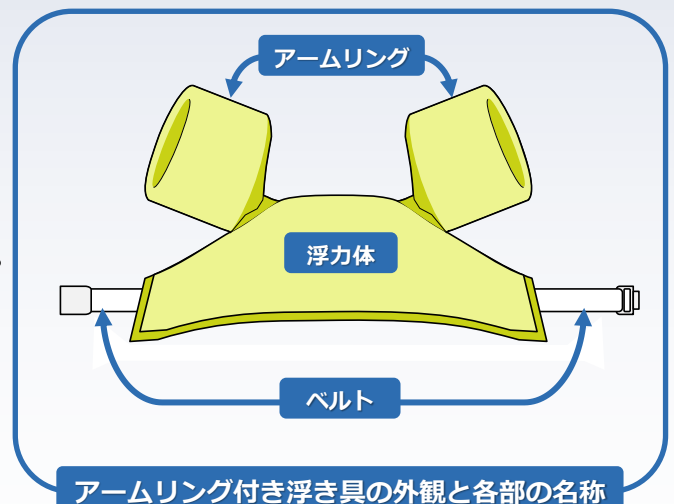 アームリング
浮力体
ベルト
アームリング付き浮き具の外観と各部の名称